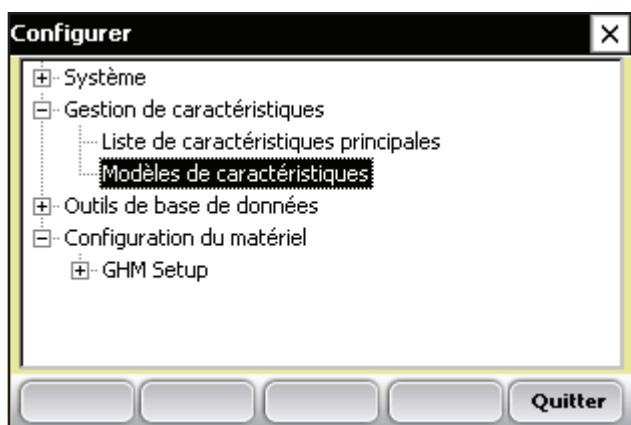 Configurer
Système
Gestion de caractéristiques
Liste de caractéristiques principales
Modèles de caractéristiques
Outils de base de données
Configuration du matériel
GHM Setup
Quitter